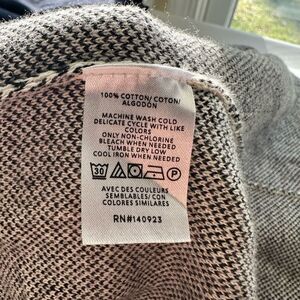 100% COTTON/ COTON/
ALGODON
MACHINE WASH COLD
DELICATE CYCLE WITH LIKE
COLORS
ONLY NON-CHLORINE
BLEACH WHEN NEEDED
TUMBLE DRY LOW
COOL IRON WHEN NEEDED
30 P
AVEC DES COULEURS
SEMBLABLES/ CON
COLORES SIMILARES
RN#140923